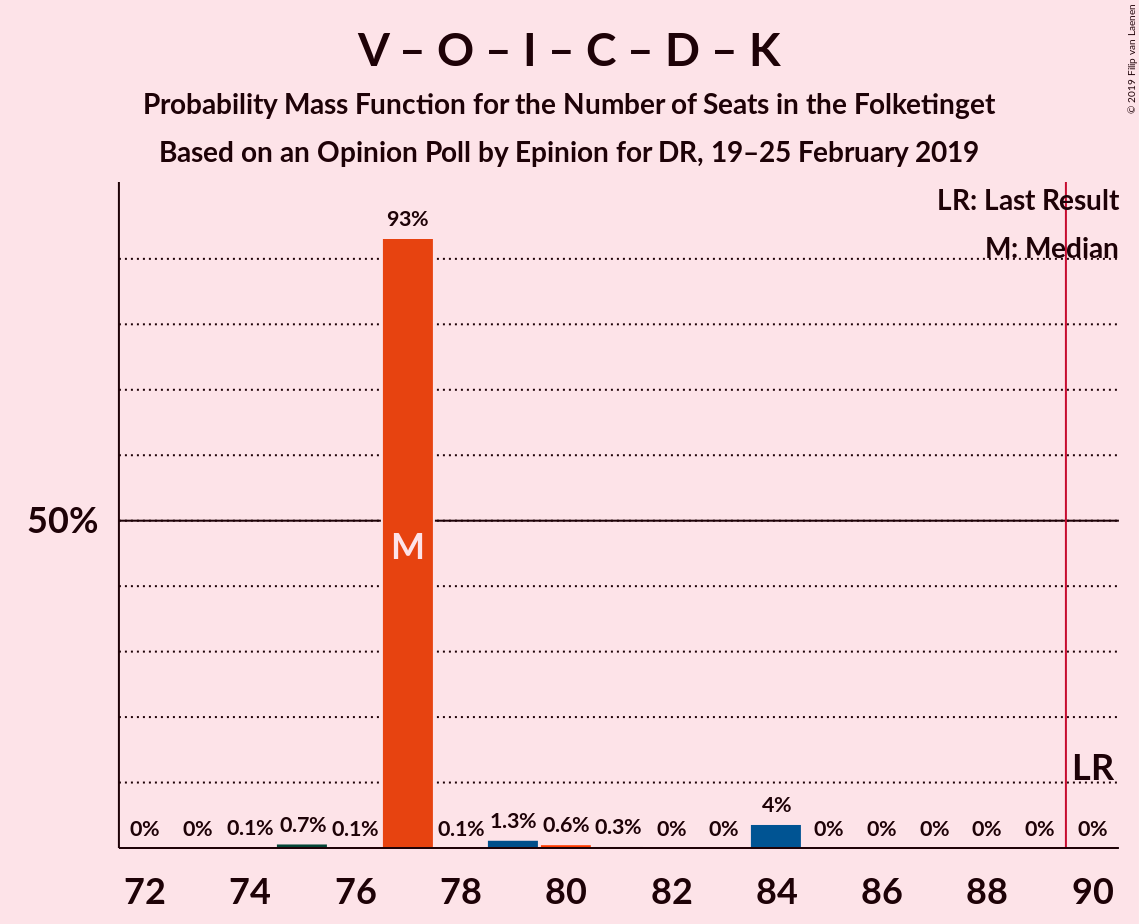 V – O – I – C – D – K
Probability Mass Function for the Number of Seats in the Folketinget
Based on an Opinion Poll by Epinion for DR, 19–25 February 2019
© 2019 Filip van Laenen
LR: Last Result
M: Median
93%
50%
M
LR
0% 0% 0.1% 0.7% 0.1% 0.1% 1.3% 0.6% 0.3% 0% 0% 4% 0% 0% 0% 0% 0% 0%
72 74 76 78 80 82 84 86 88 90